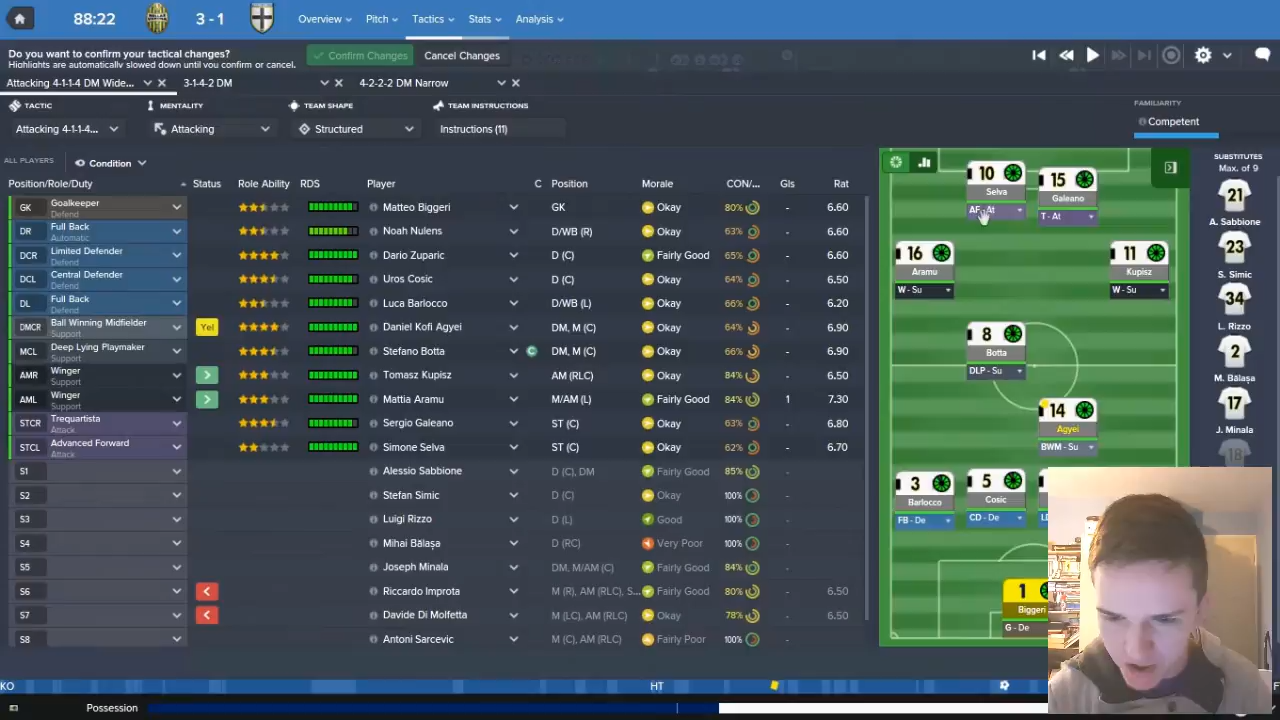 88:22
3 - 1
Overview
Pitch
Tactics
Stats
Analysis
Do you want to confirm your tactical changes?
Highlights are automatically slowed down until you confirm or cancel.
Confirm Changes
Cancel Changes
Attacking 4-1-1-4 DM Wide...
3-1-4-2 DM
4-2-2-2 DM Narrow
TACTIC
MENTALITY
TEAM SHAPE
TEAM INSTRUCTIONS
FAMILIARITY
Attacking 4-1-1-4...
Attacking
Structured
Instructions (11)
Competent
ALL PLAYERS
Condition
Position/Role/Duty
Status
Role Ability
RDS
Player
C
Position
Morale
CON/...
Gls
Rat
GK Goalkeeper Defend Matteo Biggeri GK Okay 80% - 6.60
DR Full Back Automatic Noah Nulens D/WB (R) Okay 63% - 6.60
DCR Limited Defender Defend Dario Zuparic D (C) Fairly Good 65% - 6.60
DCL Central Defender Defend Uros Cosic D (C) Okay 64% - 6.50
DL Full Back Defend Luca Barlocco D/WB (L) Okay 66% - 6.20
DMCR Ball Winning Midfielder Support Yel Daniel Kofi Agyei DM, M (C) Okay 64% - 6.90
MCL Deep Lying Playmaker Support Stefano Botta C DM, M (C) Okay 66% - 6.90
AMR Winger Support Tomasz Kupisz AM (RLC) Okay 84% - 6.50
AML Winger Support Mattia Aramu M/AM (L) Fairly Good 84% 1 7.30
STCR Trequartista Attack Sergio Galeano ST (C) Okay 63% - 6.80
STCL Advanced Forward Attack Simone Selva ST (C) Okay 62% - 6.70
S1 Alessio Sabbione D (C), DM Fairly Good 85% -
S2 Stefan Simic D (C) Okay 100% -
S3 Luigi Rizzo D (L) Good 100% -
S4 Mihai Bălaşa D (RC) Very Poor 100% -
S5 Joseph Minala DM, M/AM (C) Fairly Good 84% -
S6 Riccardo Improta M (R), AM (RLC), S... Fairly Good 80% - 6.50
S7 Davide Di Molfetta M (LC), AM (RLC) Okay 78% - 6.50
S8 Antoni Sarcevic M (C), AM (RLC) Fairly Poor 100% -
10
Selva
AF - At
15
Galeano
T - At
16
Aramu
W - Su
11
Kupisz
W - Su
8
Botta
DLP - Su
14
Agyei
BWM - Su
3
Barlocco
FB - De
5
Cosic
CD - De
1
Biggeri
G - De
SUBSTITUTES
Max. of 9
21
A. Sabbione
23
S. Simic
34
L. Rizzo
2
M. Bălaşa
17
J. Minala
18
KO
HT
Possession